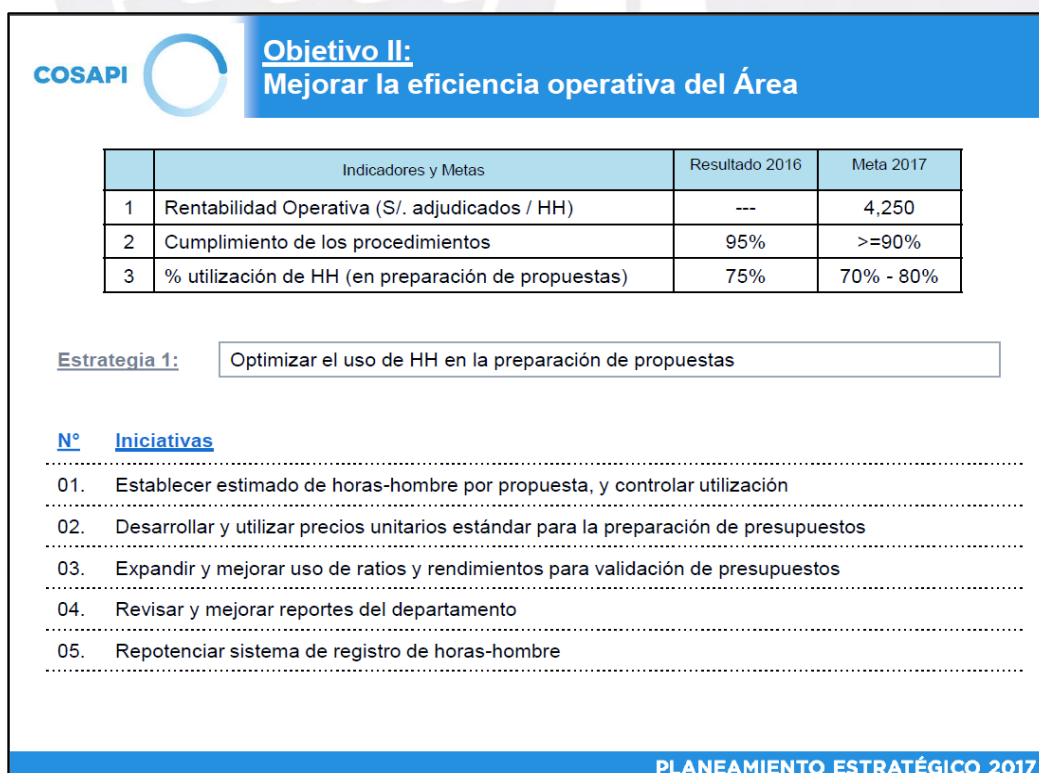 COSAPI
Objetivo II:
Mejorar la eficiencia operativa del Área
Indicadores y Metas Resultado 2016 Meta 2017
1 Rentabilidad Operativa (S/. adjudicados / HH) --- 4,250
2 Cumplimiento de los procedimientos 95% >=90%
3 % utilización de HH (en preparación de propuestas) 75% 70% - 80%
Estrategia 1: Optimizar el uso de HH en la preparación de propuestas
N° Iniciativas
01. Establecer estimado de horas-hombre por propuesta, y controlar utilización
02. Desarrollar y utilizar precios unitarios estándar para la preparación de presupuestos
03. Expandir y mejorar uso de ratios y rendimientos para validación de presupuestos
04. Revisar y mejorar reportes del departamento
05. Repotenciar sistema de registro de horas-hombre
PLANEAMIENTO ESTRATÉGICO 2017